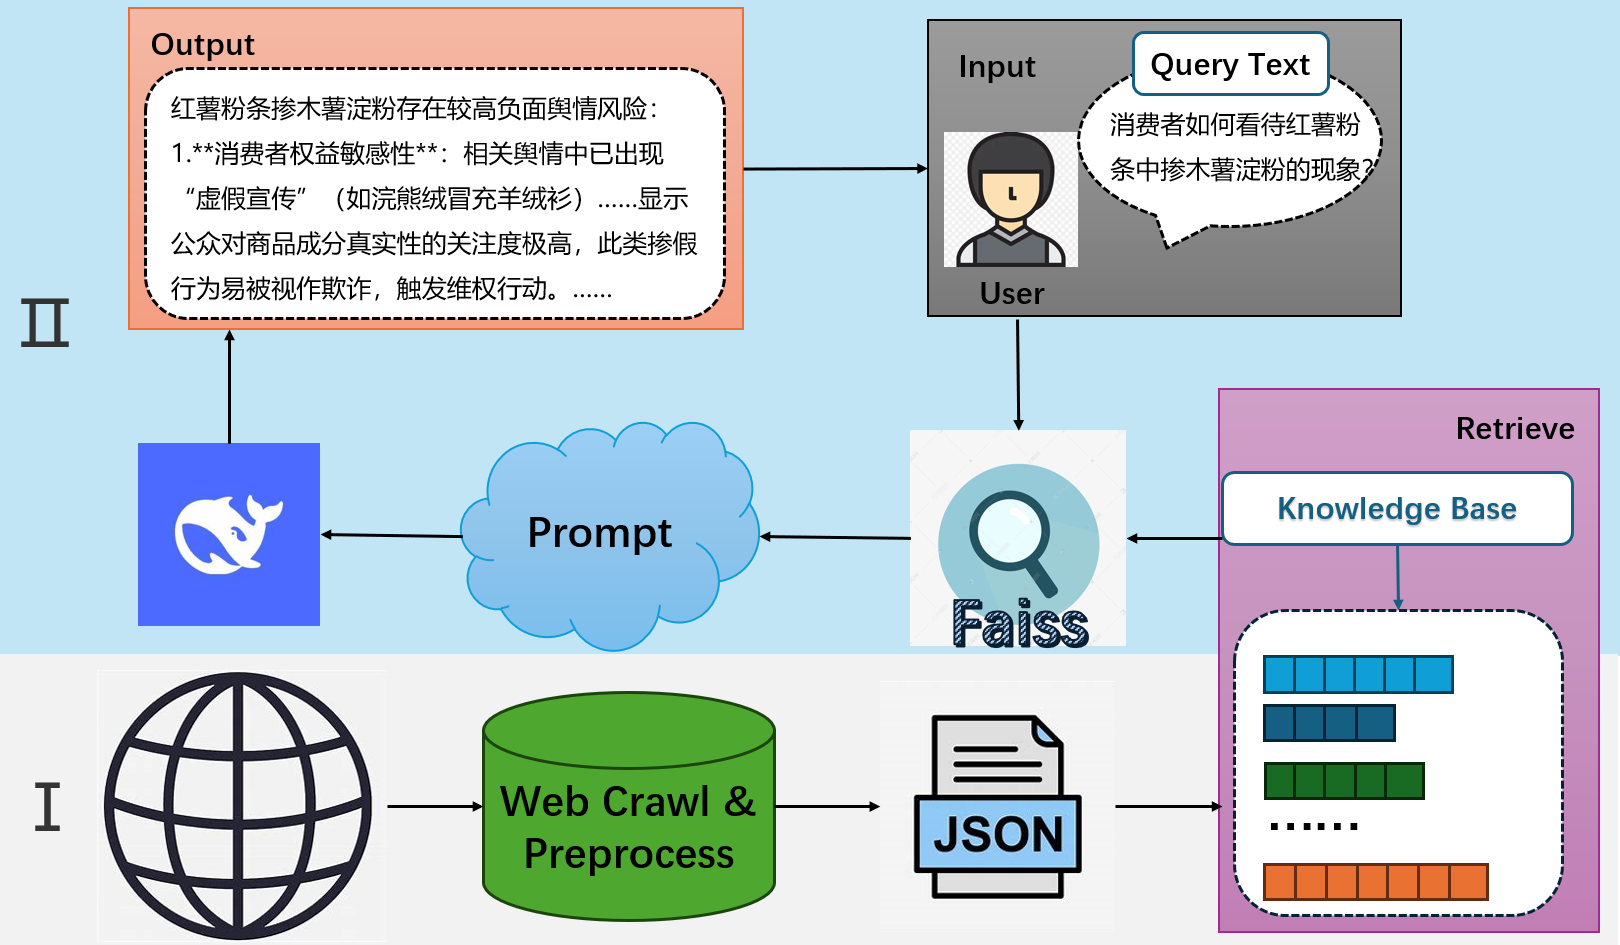 Output
红薯粉条掺木薯淀粉存在较高负面舆情风险：
1.**消费者权益敏感性**：相关舆情中已出现
“虚假宣传”（如浣熊绒冒充羊绒衫）......显示
公众对商品成分真实性的关注度极高，此类掺假
行为易被视作欺诈，触发维权行动。......
Input
Query Text
消费者如何看待红薯粉
条中掺木薯淀粉的现象？
User
II
Retrieve
Knowledge Base
Prompt
Faiss
I
Web Crawl &
Preprocess
JSON
......